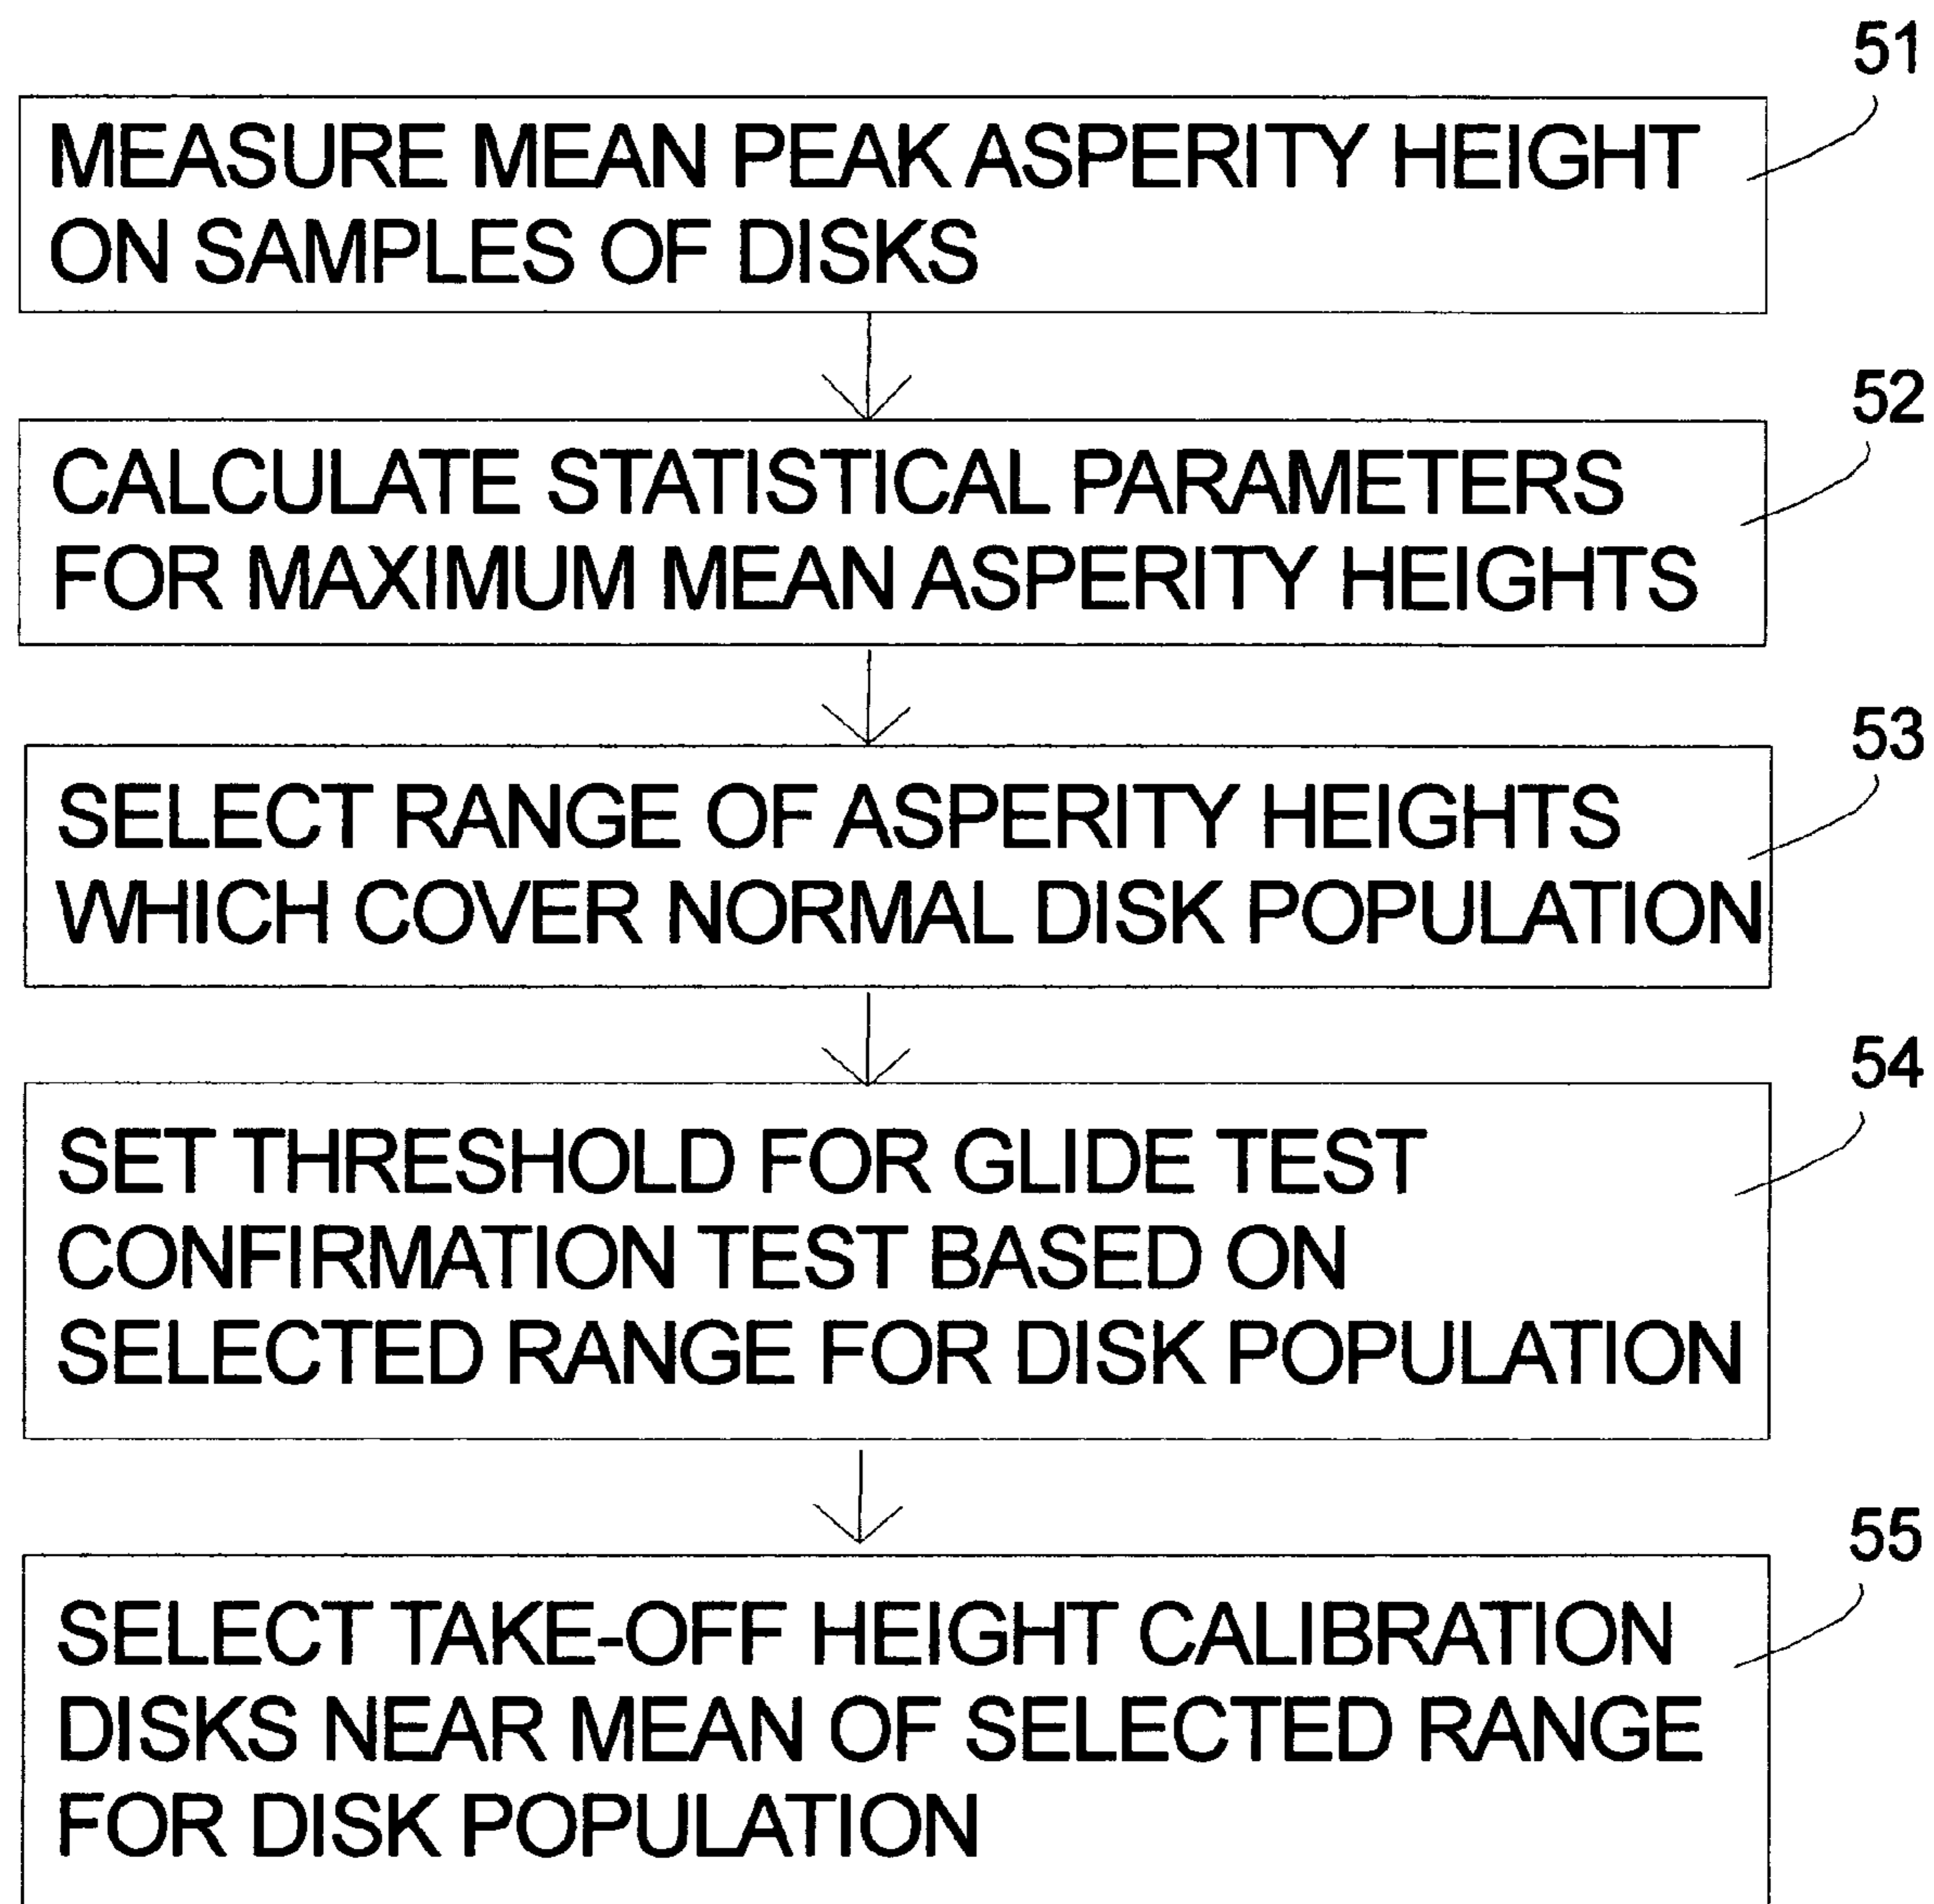 51
MEASURE MEAN PEAK ASPERITY HEIGHT
ON SAMPLES OF DISKS
52
CALCULATE STATISTICAL PARAMETERS
FOR MAXIMUM MEAN ASPERITY HEIGHTS
53
SELECT RANGE OF ASPERITY HEIGHTS
WHICH COVER NORMAL DISK POPULATION
54
SET THRESHOLD FOR GLIDE TEST
CONFIRMATION TEST BASED ON
SELECTED RANGE FOR DISK POPULATION
55
SELECT TAKE-OFF HEIGHT CALIBRATION
DISKS NEAR MEAN OF SELECTED RANGE
FOR DISK POPULATION